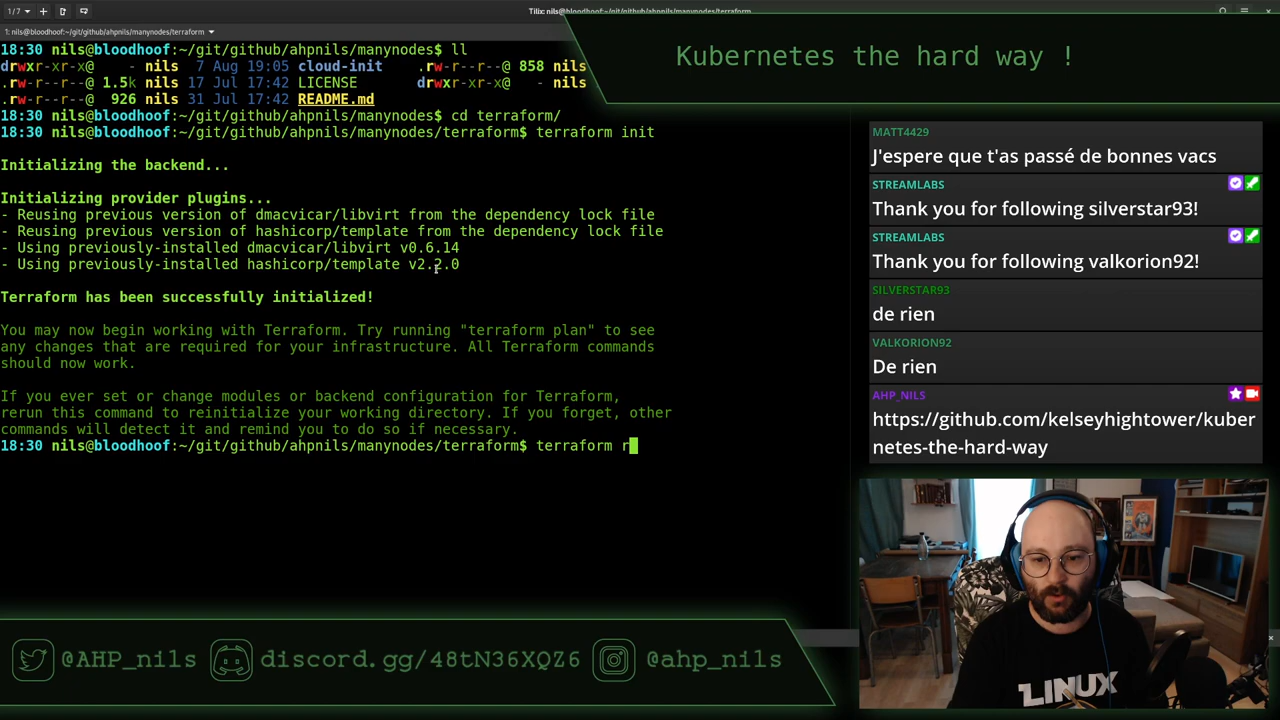 1 / 7
Tilix: nils@bloodhoof:~/git/github/ahpnils/manynodes/terraform
1: nils@bloodhoof:~/git/github/ahpnils/manynodes/terraform
18:30 nils@bloodhoof:~/git/github/ahpnils/manynodes$ ll
drwxr-xr-x@ - nils 7 Aug 19:05 cloud-init .rw-r--r--@ 858 nils
.rw-r--r--@ 1.5k nils 17 Jul 17:42 LICENSE drwxr-xr-x@ - nils
.rw-r--r--@ 926 nils 31 Jul 17:42 README.md
18:30 nils@bloodhoof:~/git/github/ahpnils/manynodes$ cd terraform/
18:30 nils@bloodhoof:~/git/github/ahpnils/manynodes/terraform$ terraform init
Initializing the backend...
Initializing provider plugins...
- Reusing previous version of dmacvicar/libvirt from the dependency lock file
- Reusing previous version of hashicorp/template from the dependency lock file
- Using previously-installed dmacvicar/libvirt v0.6.14
- Using previously-installed hashicorp/template v2.2.0
Terraform has been successfully initialized!
You may now begin working with Terraform. Try running "terraform plan" to see
any changes that are required for your infrastructure. All Terraform commands
should now work.
If you ever set or change modules or backend configuration for Terraform,
rerun this command to reinitialize your working directory. If you forget, other
commands will detect it and remind you to do so if necessary.
18:30 nils@bloodhoof:~/git/github/ahpnils/manynodes/terraform$ terraform r
Kubernetes the hard way !
MATT4429
J'espere que t'as passé de bonnes vacs
STREAMLABS
Thank you for following silverstar93!
STREAMLABS
Thank you for following valkorion92!
SILVERSTAR93
de rien
VALKORION92
De rien
AHP_NILS
https://github.com/kelseyhightower/kuber
netes-the-hard-way
LINUX
@AHP_nils
discord.gg/48tN36XQZ6
@ahp_nils